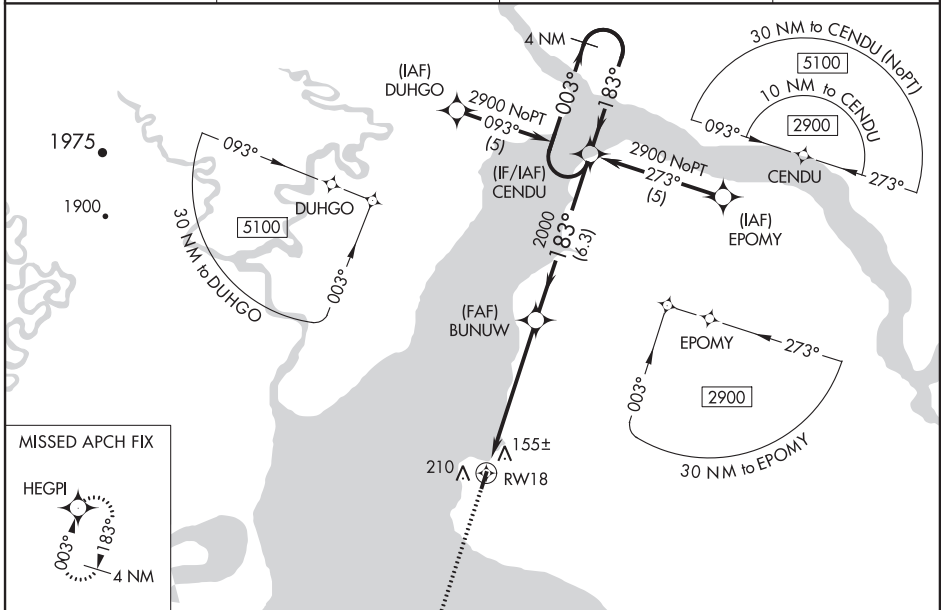 4 NM
003°
183°
(IAF)
DUHGO
2900 NoPT
093°
(5)
(IF/IAF)
CENDU
2900 NoPT
273°
(5)
(IAF)
EPOMY
30 NM to CENDU (NoPT)
5100
10 NM to CENDU
2900
093°
CENDU
273°
1975
1900
093°
DUHGO
5100
003°
30 NM to DUHGO
2000
183°
(6.3)
(FAF)
BUNUW
EPOMY
273°
003°
2900
30 NM to EPOMY
155±
210
RW18
MISSED APCH FIX
HEGPI
003°
183°
4 NM